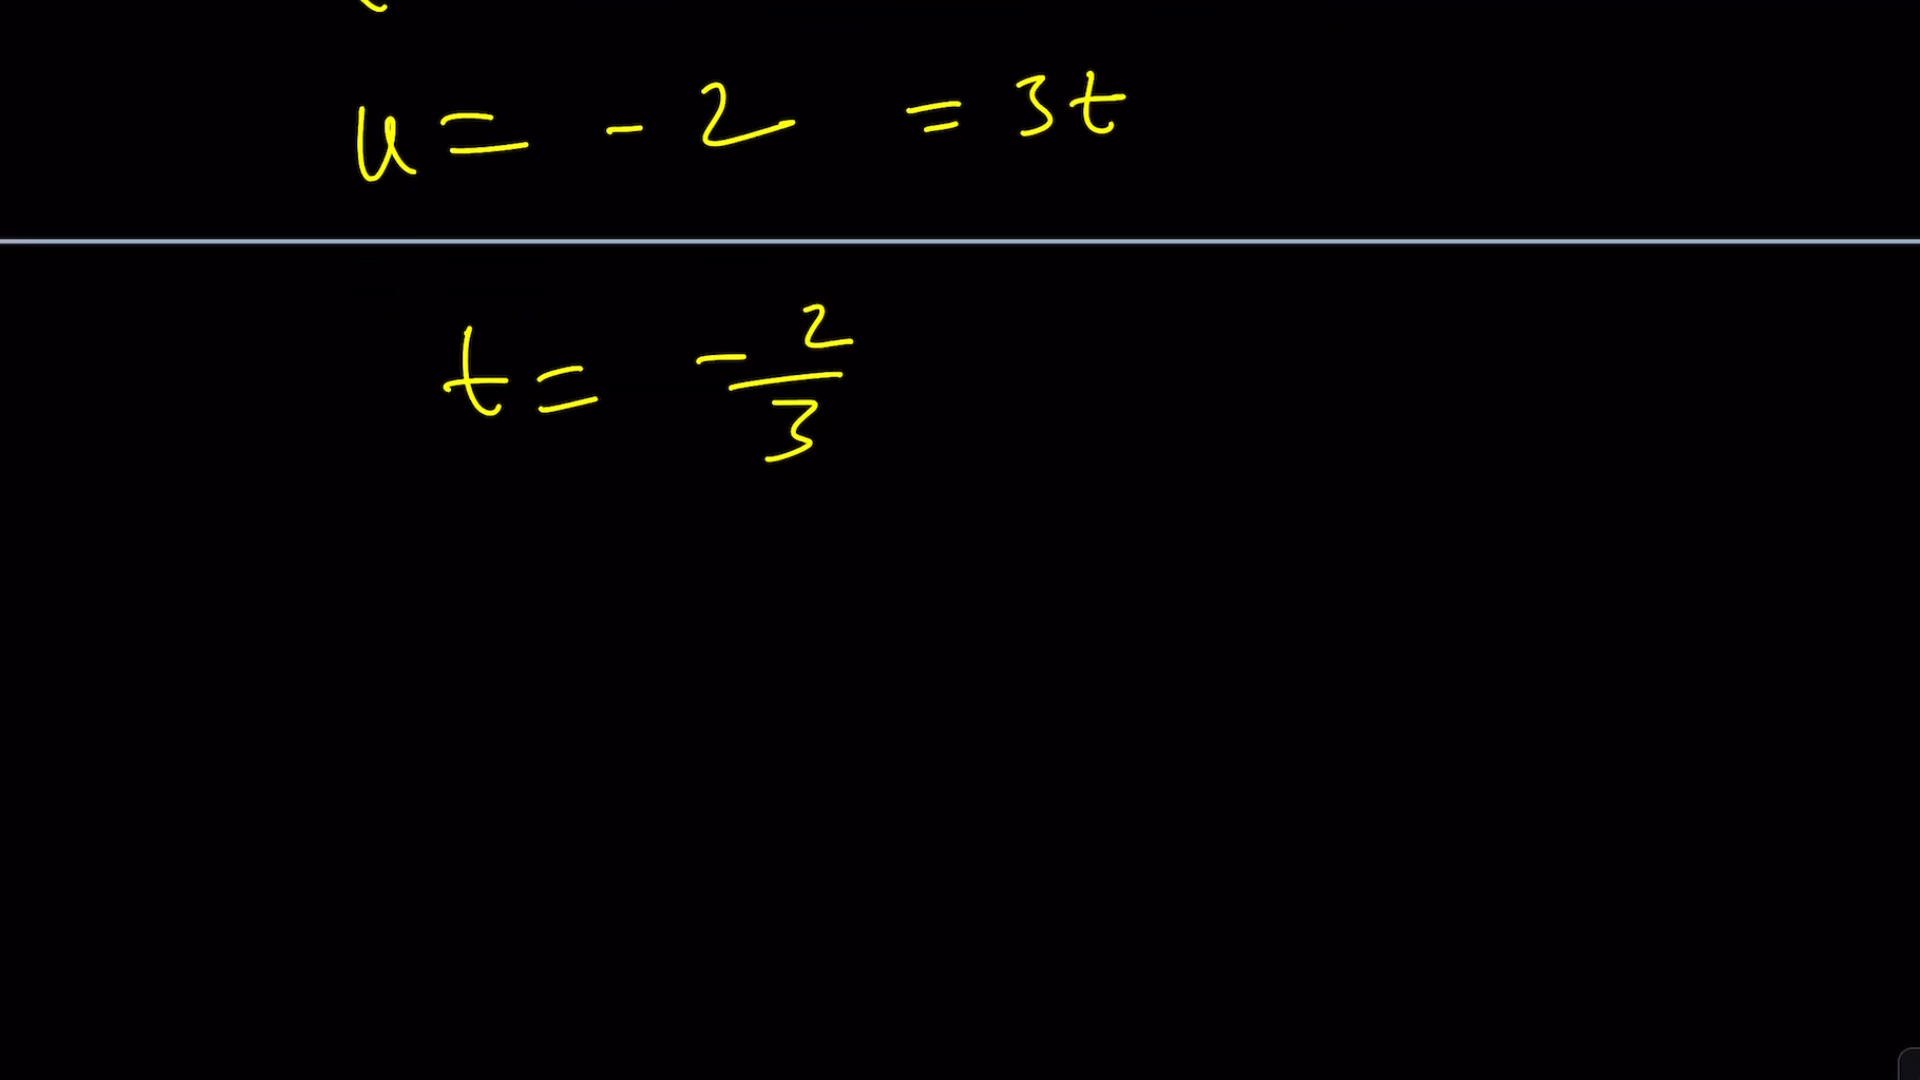 u = - 2 = 3t
t = -2/3